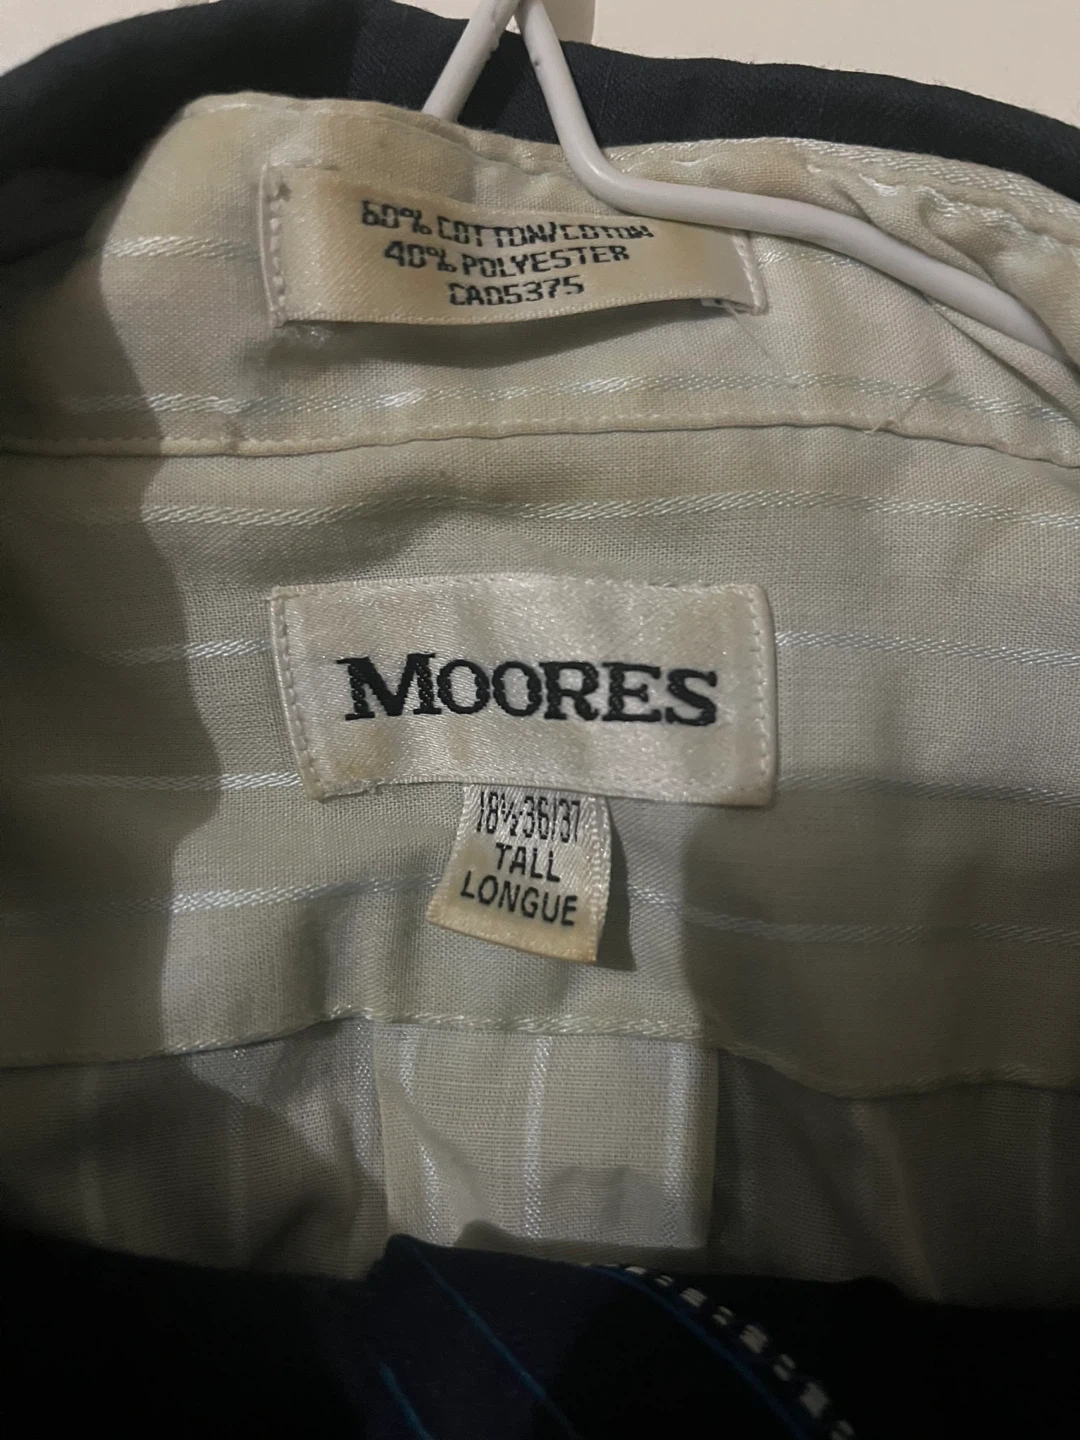 60% COTTON/COTON
40% POLYESTER
CA05375
MOORES
18½ 36/37
TALL
LONGUE